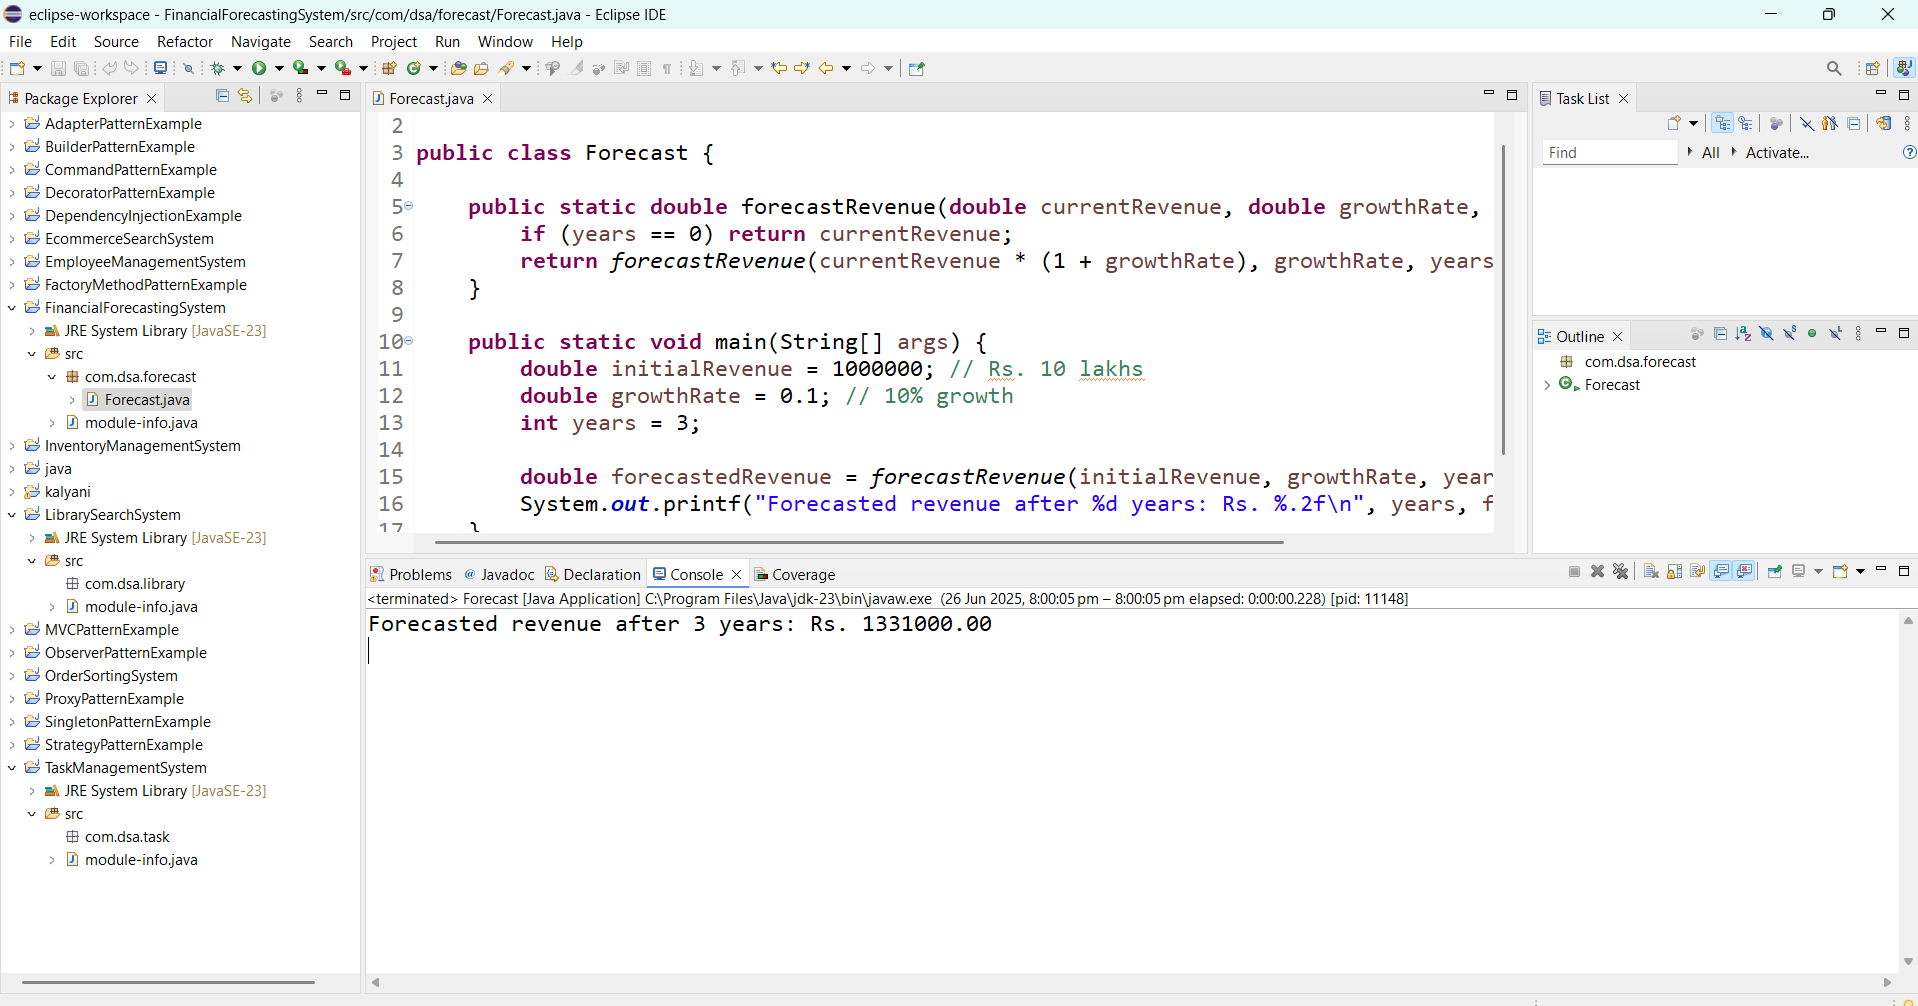 eclipse-workspace - FinancialForecastingSystem/src/com/dsa/forecast/Forecast.java - Eclipse IDE
File Edit Source Refactor Navigate Search Project Run Window Help
Package Explorer
AdapterPatternExample
BuilderPatternExample
CommandPatternExample
DecoratorPatternExample
DependencyInjectionExample
EcommerceSearchSystem
EmployeeManagementSystem
FactoryMethodPatternExample
FinancialForecastingSystem
JRE System Library [JavaSE-23]
src
com.dsa.forecast
Forecast.java
module-info.java
InventoryManagementSystem
java
kalyani
LibrarySearchSystem
JRE System Library [JavaSE-23]
src
com.dsa.library
module-info.java
MVCPatternExample
ObserverPatternExample
OrderSortingSystem
ProxyPatternExample
SingletonPatternExample
StrategyPatternExample
TaskManagementSystem
JRE System Library [JavaSE-23]
src
com.dsa.task
module-info.java
Forecast.java
2
3 public class Forecast {
4
5 public static double forecastRevenue(double currentRevenue, double growthRate,
6 if (years == 0) return currentRevenue;
7 return forecastRevenue(currentRevenue * (1 + growthRate), growthRate, years
8 }
9
10 public static void main(String[] args) {
11 double initialRevenue = 1000000; // Rs. 10 lakhs
12 double growthRate = 0.1; // 10% growth
13 int years = 3;
14
15 double forecastedRevenue = forecastRevenue(initialRevenue, growthRate, year
16 System.out.printf("Forecasted revenue after %d years: Rs. %.2f\n", years, f
17 }
Task List
Find All Activate...
Outline
com.dsa.forecast
Forecast
Problems @ Javadoc Declaration Console Coverage
<terminated> Forecast [Java Application] C:\Program Files\Java\jdk-23\bin\javaw.exe (26 Jun 2025, 8:00:05 pm – 8:00:05 pm elapsed: 0:00:00.228) [pid: 11148]
Forecasted revenue after 3 years: Rs. 1331000.00